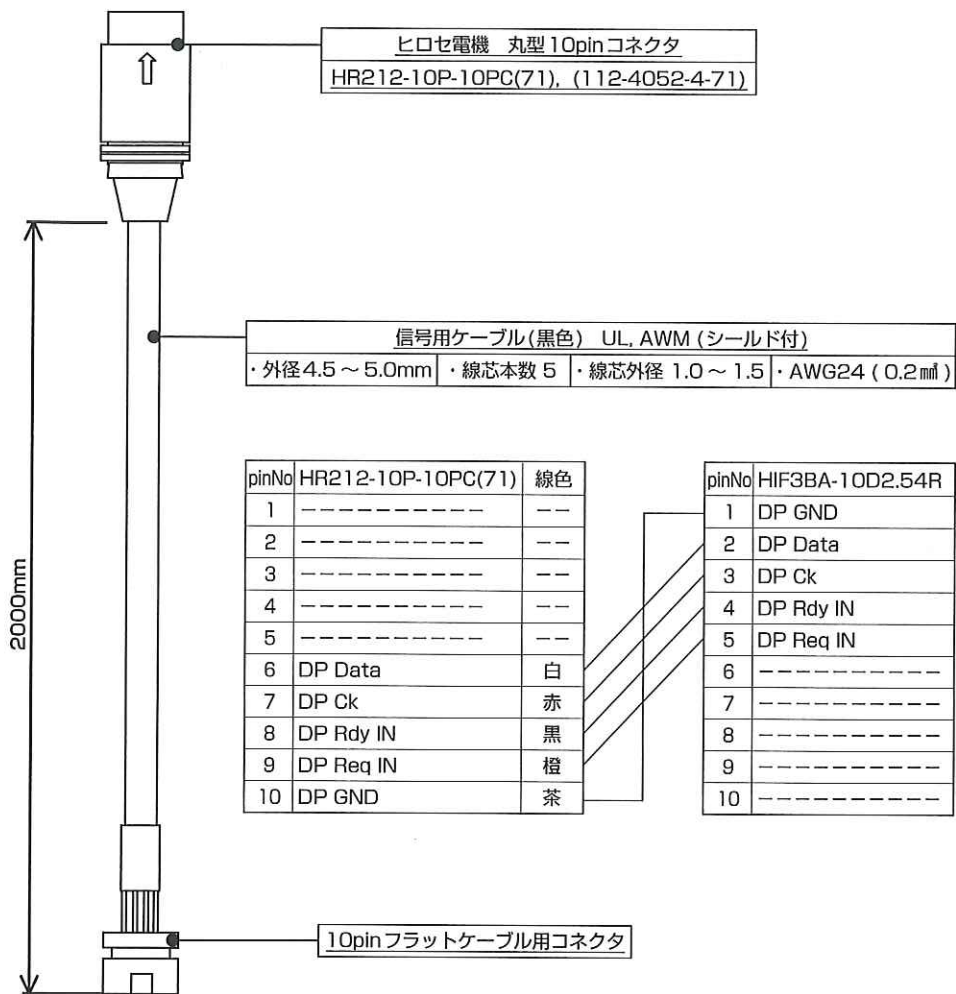 ヒロセ電機 丸型10pinコネクタ
HR212-10P-10PC(71), (112-4052-4-71)
2000mm
信号用ケーブル(黒色) UL, AWM (シールド付)
・外径4.5～5.0mm ・線芯本数 5 ・線芯外径 1.0～1.5 ・AWG24 ( 0.2㎟ )
pinNo HR212-10P-10PC(71) 線色
1 ---------- --
2 ---------- --
3 ---------- --
4 ---------- --
5 ---------- --
6 DP Data 白
7 DP Ck 赤
8 DP Rdy IN 黒
9 DP Req IN 橙
10 DP GND 茶
pinNo HIF3BA-10D2.54R
1 DP GND
2 DP Data
3 DP Ck
4 DP Rdy IN
5 DP Req IN
6 ----------
7 ----------
8 ----------
9 ----------
10 ----------
10pinフラットケーブル用コネクタ